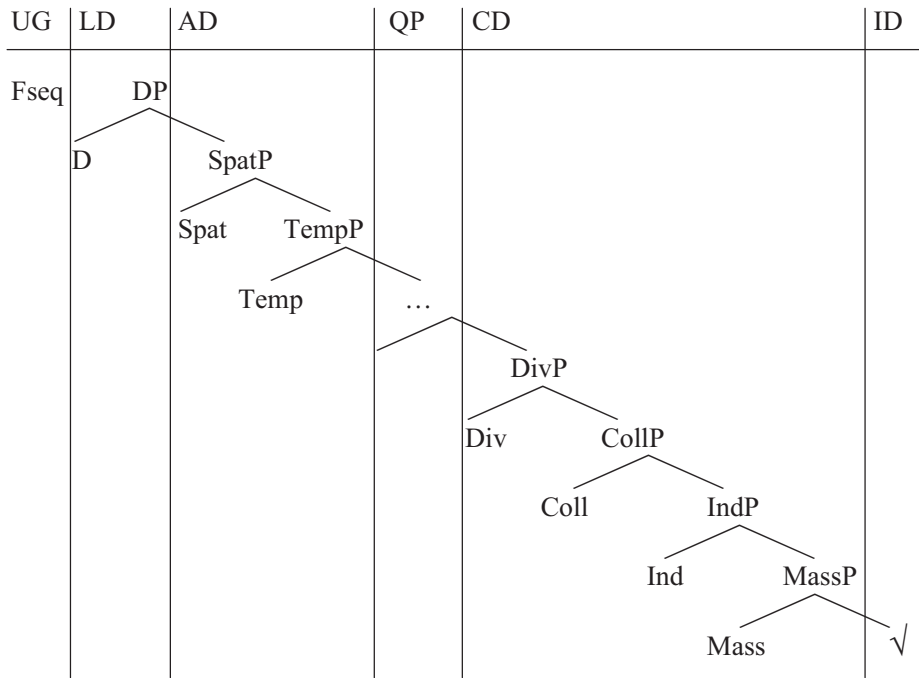 UG LD AD QP CD ID
Fseq DP
D SpatP
Spat TempP
Temp …
DivP
Div CollP
Coll IndP
Ind MassP
Mass √